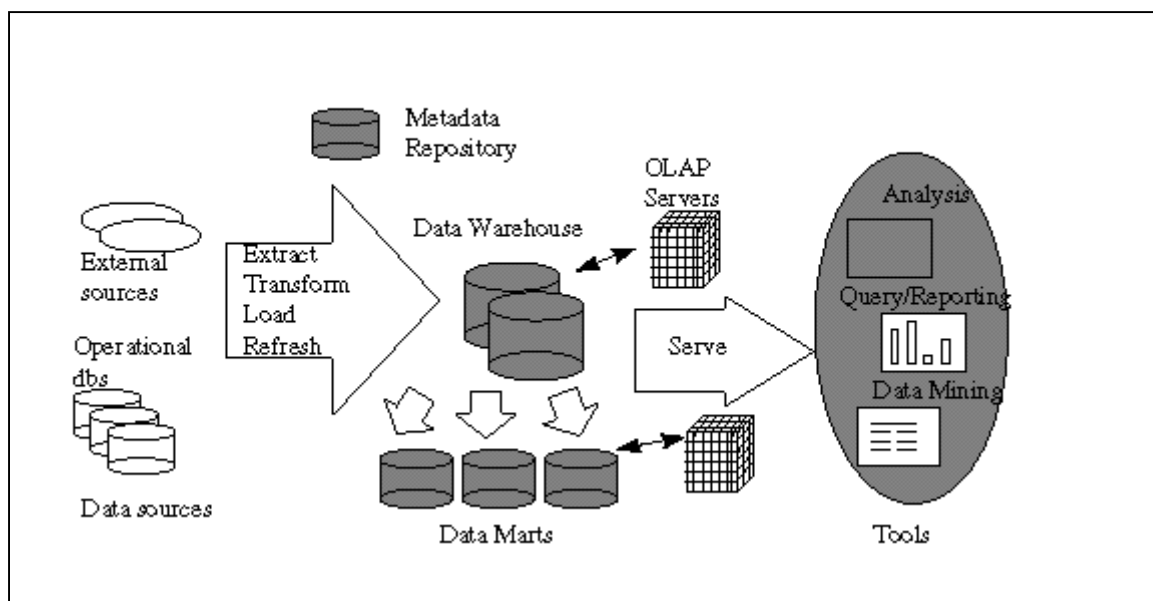 Metadata
Repository
OLAP
Servers
Analysis
Data Warehouse
External
sources
Extract
Transform
Load
Refresh
Query/Reporting
Operational
dbs
Serve
Data Mining
Data sources
Data Marts
Tools